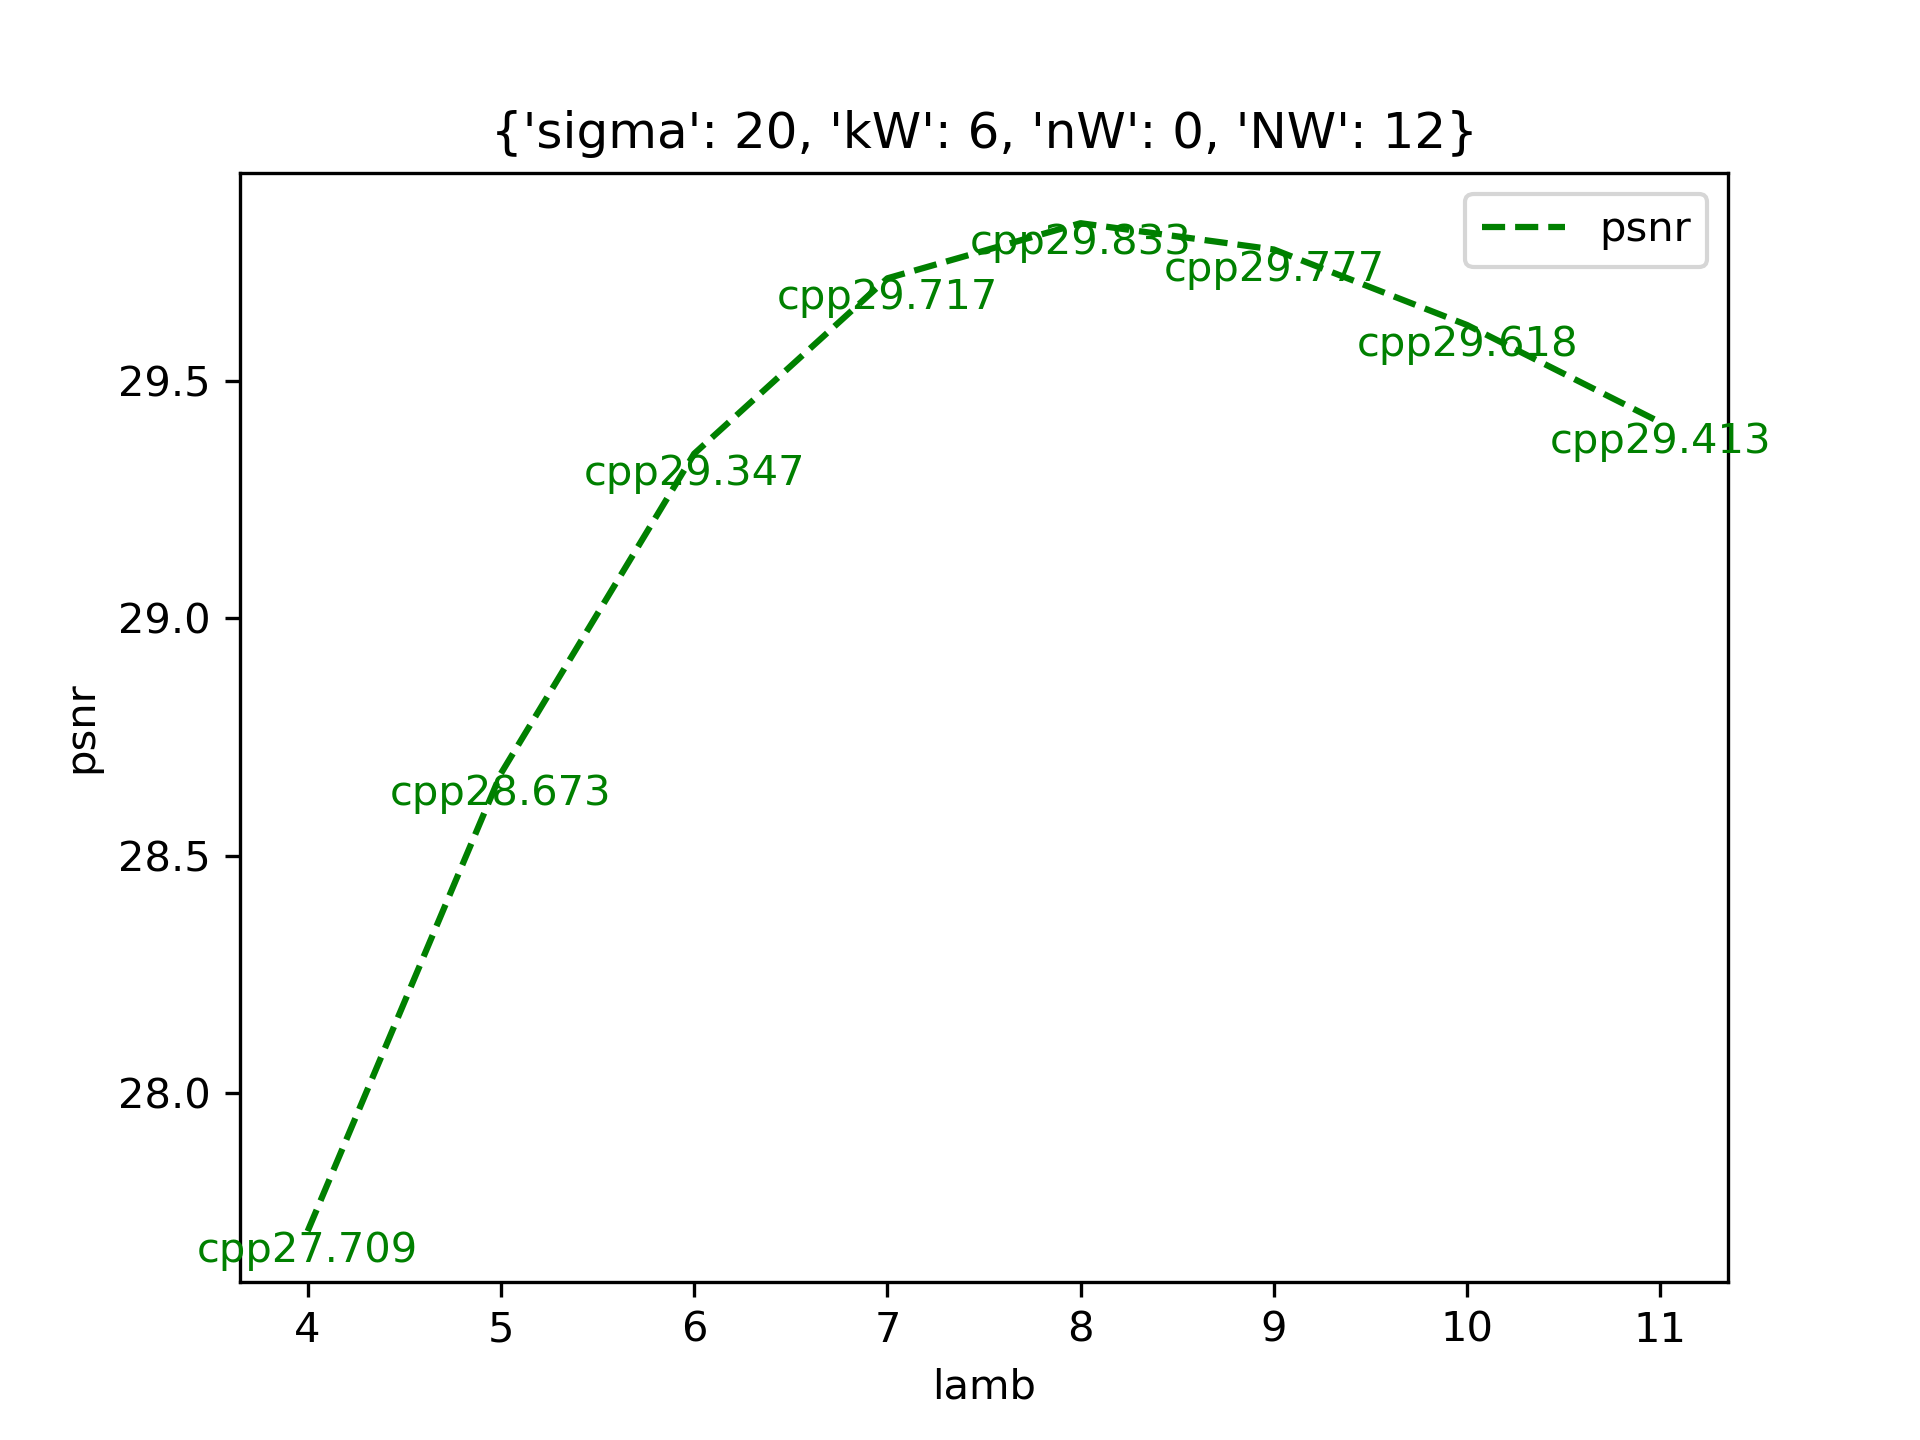 {'sigma': 20, 'kW': 6, 'nW': 0, 'NW': 12}
psnr
cpp29.833
cpp29.777
cpp29.717
cpp29.618
29.5
cpp29.413
cpp29.347
29.0
psnr
cpp28.673
28.5
28.0
cpp27.709
4 5 6 7 8 9 10 11
lamb